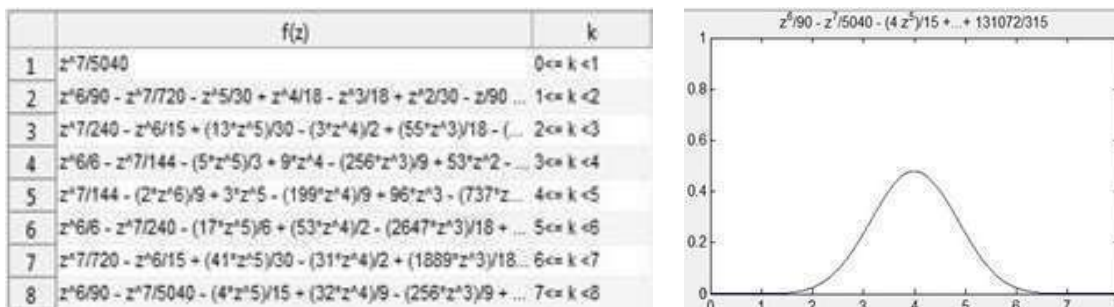 f(z) k
1 z^7/5040 0<= k <1
2 z^6/90 - z^7/720 - z^5/30 + z^4/18 - z^3/18 + z^2/30 - z/90 ... 1<= k <2
3 z^7/240 - z^6/15 + (13*z^5)/30 - (3*z^4)/2 + (55*z^3)/18 - (... 2<= k <3
4 z^6/6 - z^7/144 - (5*z^5)/3 + 9*z^4 - (256*z^3)/9 + 53*z^2 - ... 3<= k <4
5 z^7/144 - (2*z^6)/9 + 3*z^5 - (199*z^4)/9 + 96*z^3 - (737*z... 4<= k <5
6 z^6/6 - z^7/240 - (17*z^5)/6 + (53*z^4)/2 - (2647*z^3)/18 + ... 5<= k <6
7 z^7/720 - z^6/15 + (41*z^5)/30 - (31*z^4)/2 + (1889*z^3)/18... 6<= k <7
8 z^6/90 - z^7/5040 - (4*z^5)/15 + (32*z^4)/9 - (256*z^3)/9 + ... 7<= k <8
z^6/90 - z^7/5040 - (4 z^5)/15 +...+ 131072/315
1
0.8
0.6
0.4
0.2
0
0 1 2 3 4 5 6 7